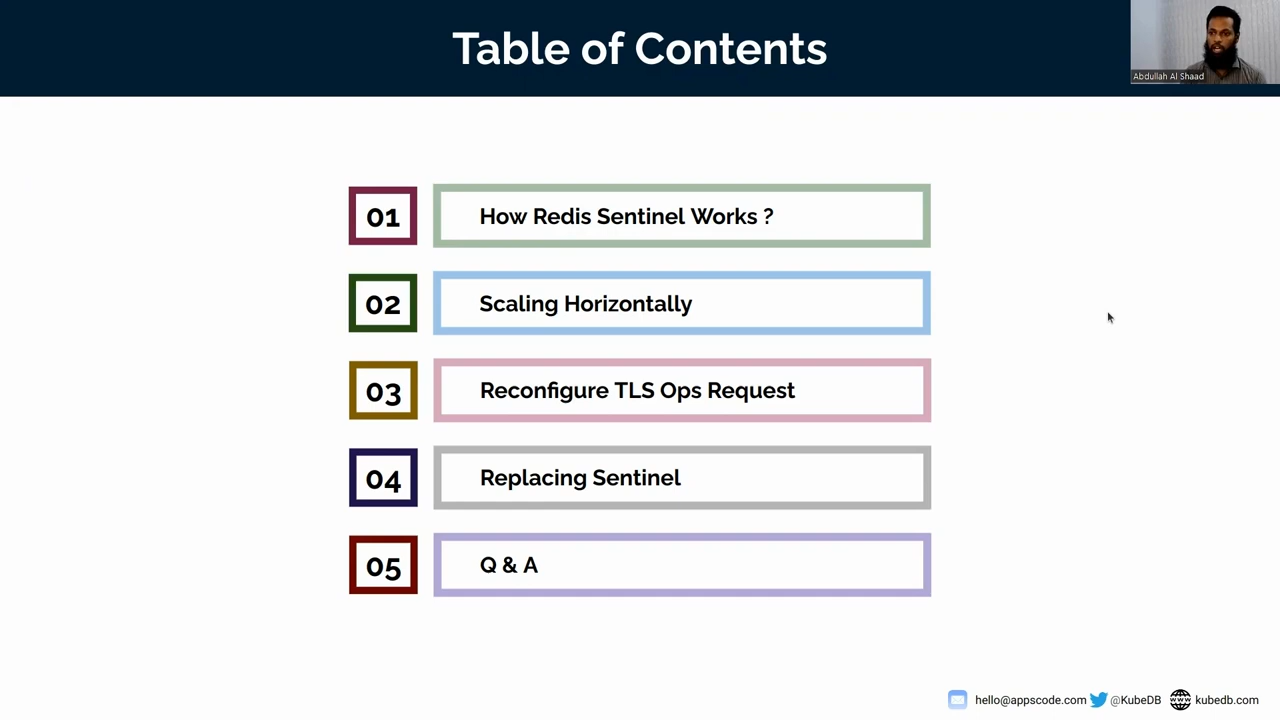 Table of Contents
Abdullah Al Shaad
01 How Redis Sentinel Works ?
02 Scaling Horizontally
03 Reconfigure TLS Ops Request
04 Replacing Sentinel
05 Q & A
hello@appscode.com @KubeDB kubedb.com